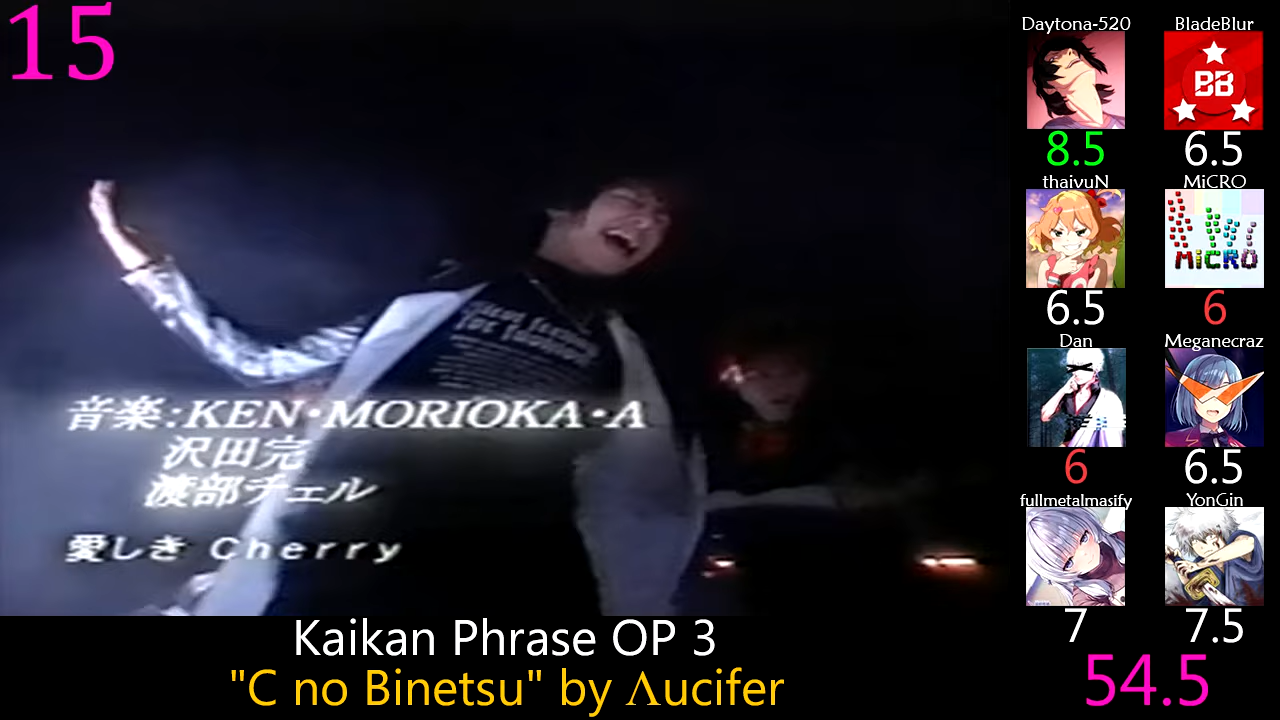 15
音楽:KEN・MORIOKA・A
沢田完
渡部チェル
愛しき Cherry
Kaikan Phrase OP 3
"C no Binetsu" by Λucifer
Daytona-520
BladeBlur
BB
8.5
6.5
thaivuN
MiCRO
MiCRO
6.5
6
Dan
Meganecraz
6
6.5
fullmetalmasify
YonGin
7
7.5
54.5